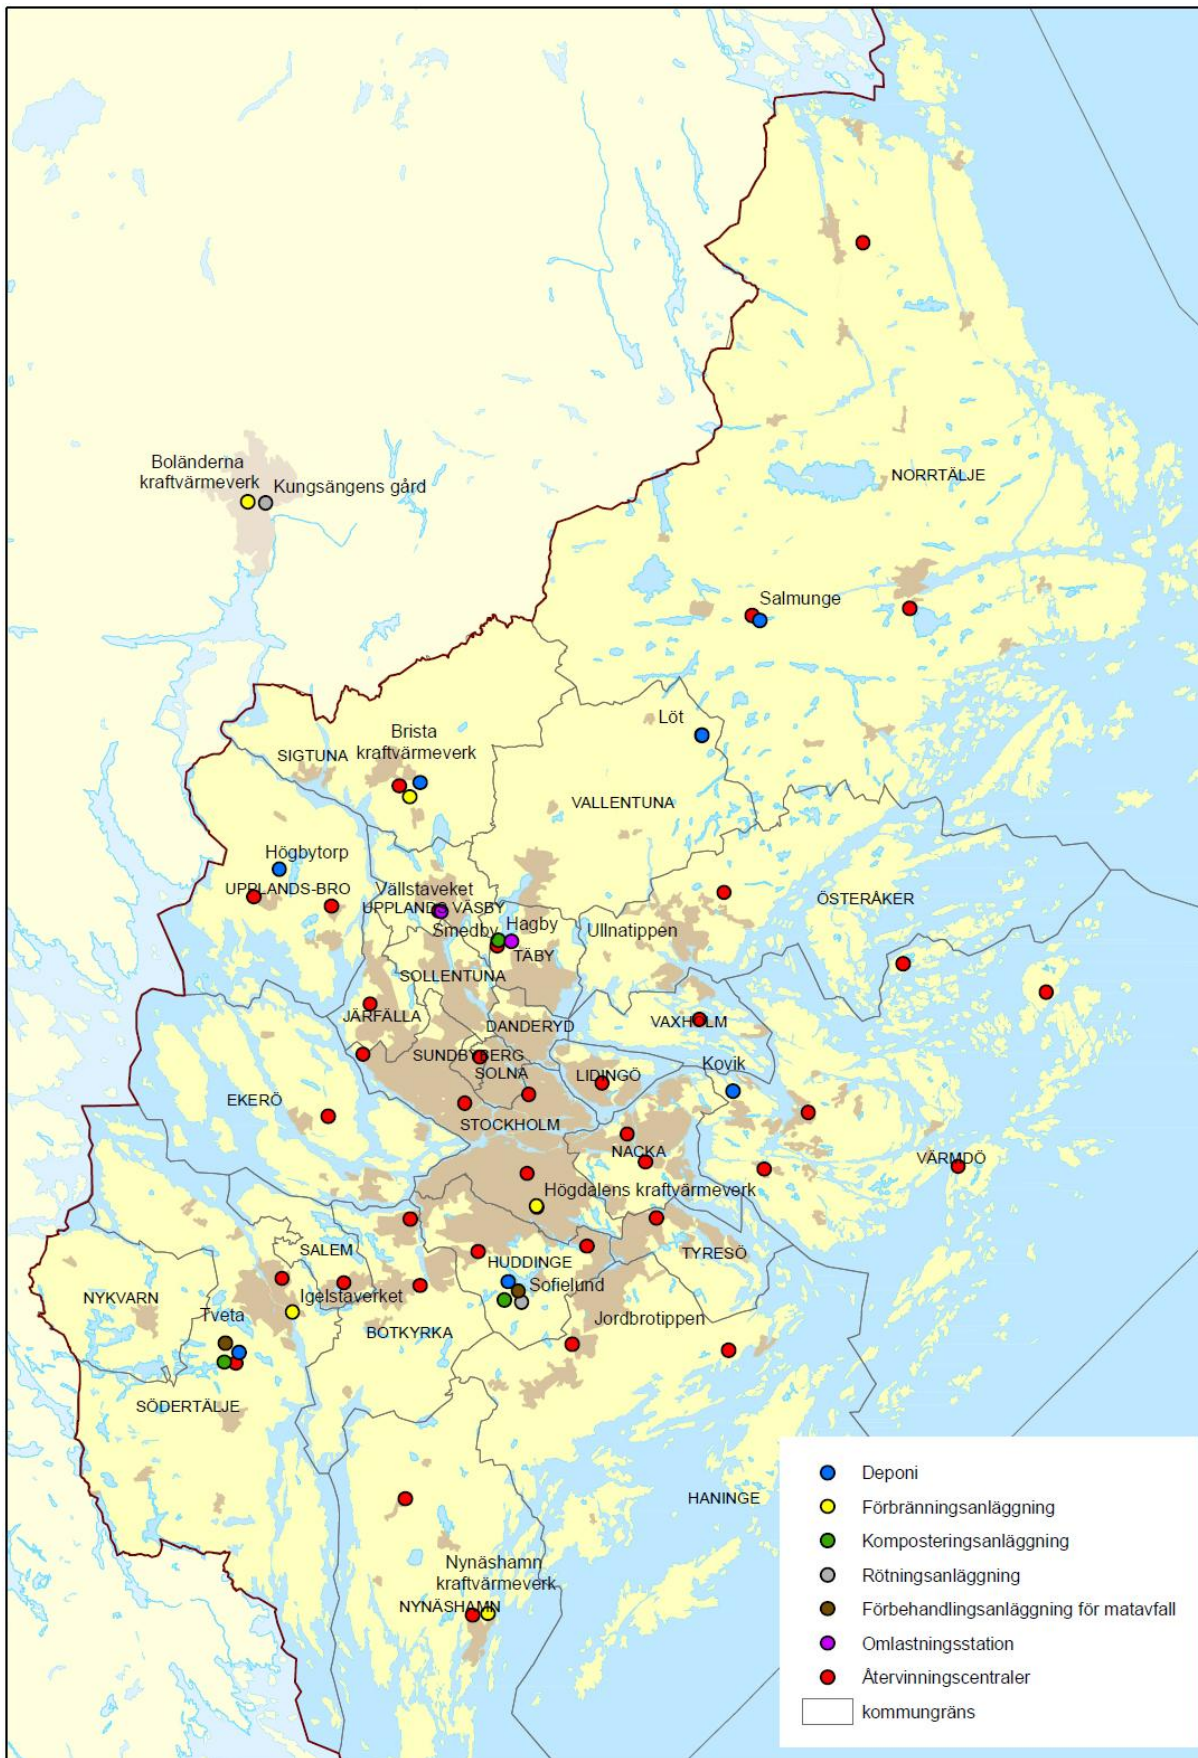 NORRTÄLJE
Boländerna
kraftvärmeverk
Kungsängens gård
Salmunge
Löt
Brista
kraftvärmeverk
SIGTUNA
VALLENTUNA
Högbytorp
UPPLANDS-BRO
Vällstaveket
UPPLANDS VÄSBY
ÖSTERÅKER
Smedby
Hagby
Ullnatippen
TÄBY
SOLLENTUNA
JÄRFÄLLA
DANDERYD
VAXHOLM
SUNDBYBERG
SOLNA
LIDINGÖ
Kovik
EKERÖ
STOCKHOLM
NACKA
VÄRMDÖ
Högdalens kraftvärmeverk
SALEM
HUDDINGE
TYRESÖ
NYKVARN
Igelstaverket
Sofielund
Tveta
BOTKYRKA
Jordbrotippen
SÖDERTÄLJE
HANINGE
Nynäshamn
kraftvärmeverk
NYNÄSHAMN
Deponi
Förbränningsanläggning
Komposteringsanläggning
Rötningsanläggning
Förbehandlingsanläggning för matavfall
Omlastningsstation
Återvinningscentraler
kommungräns